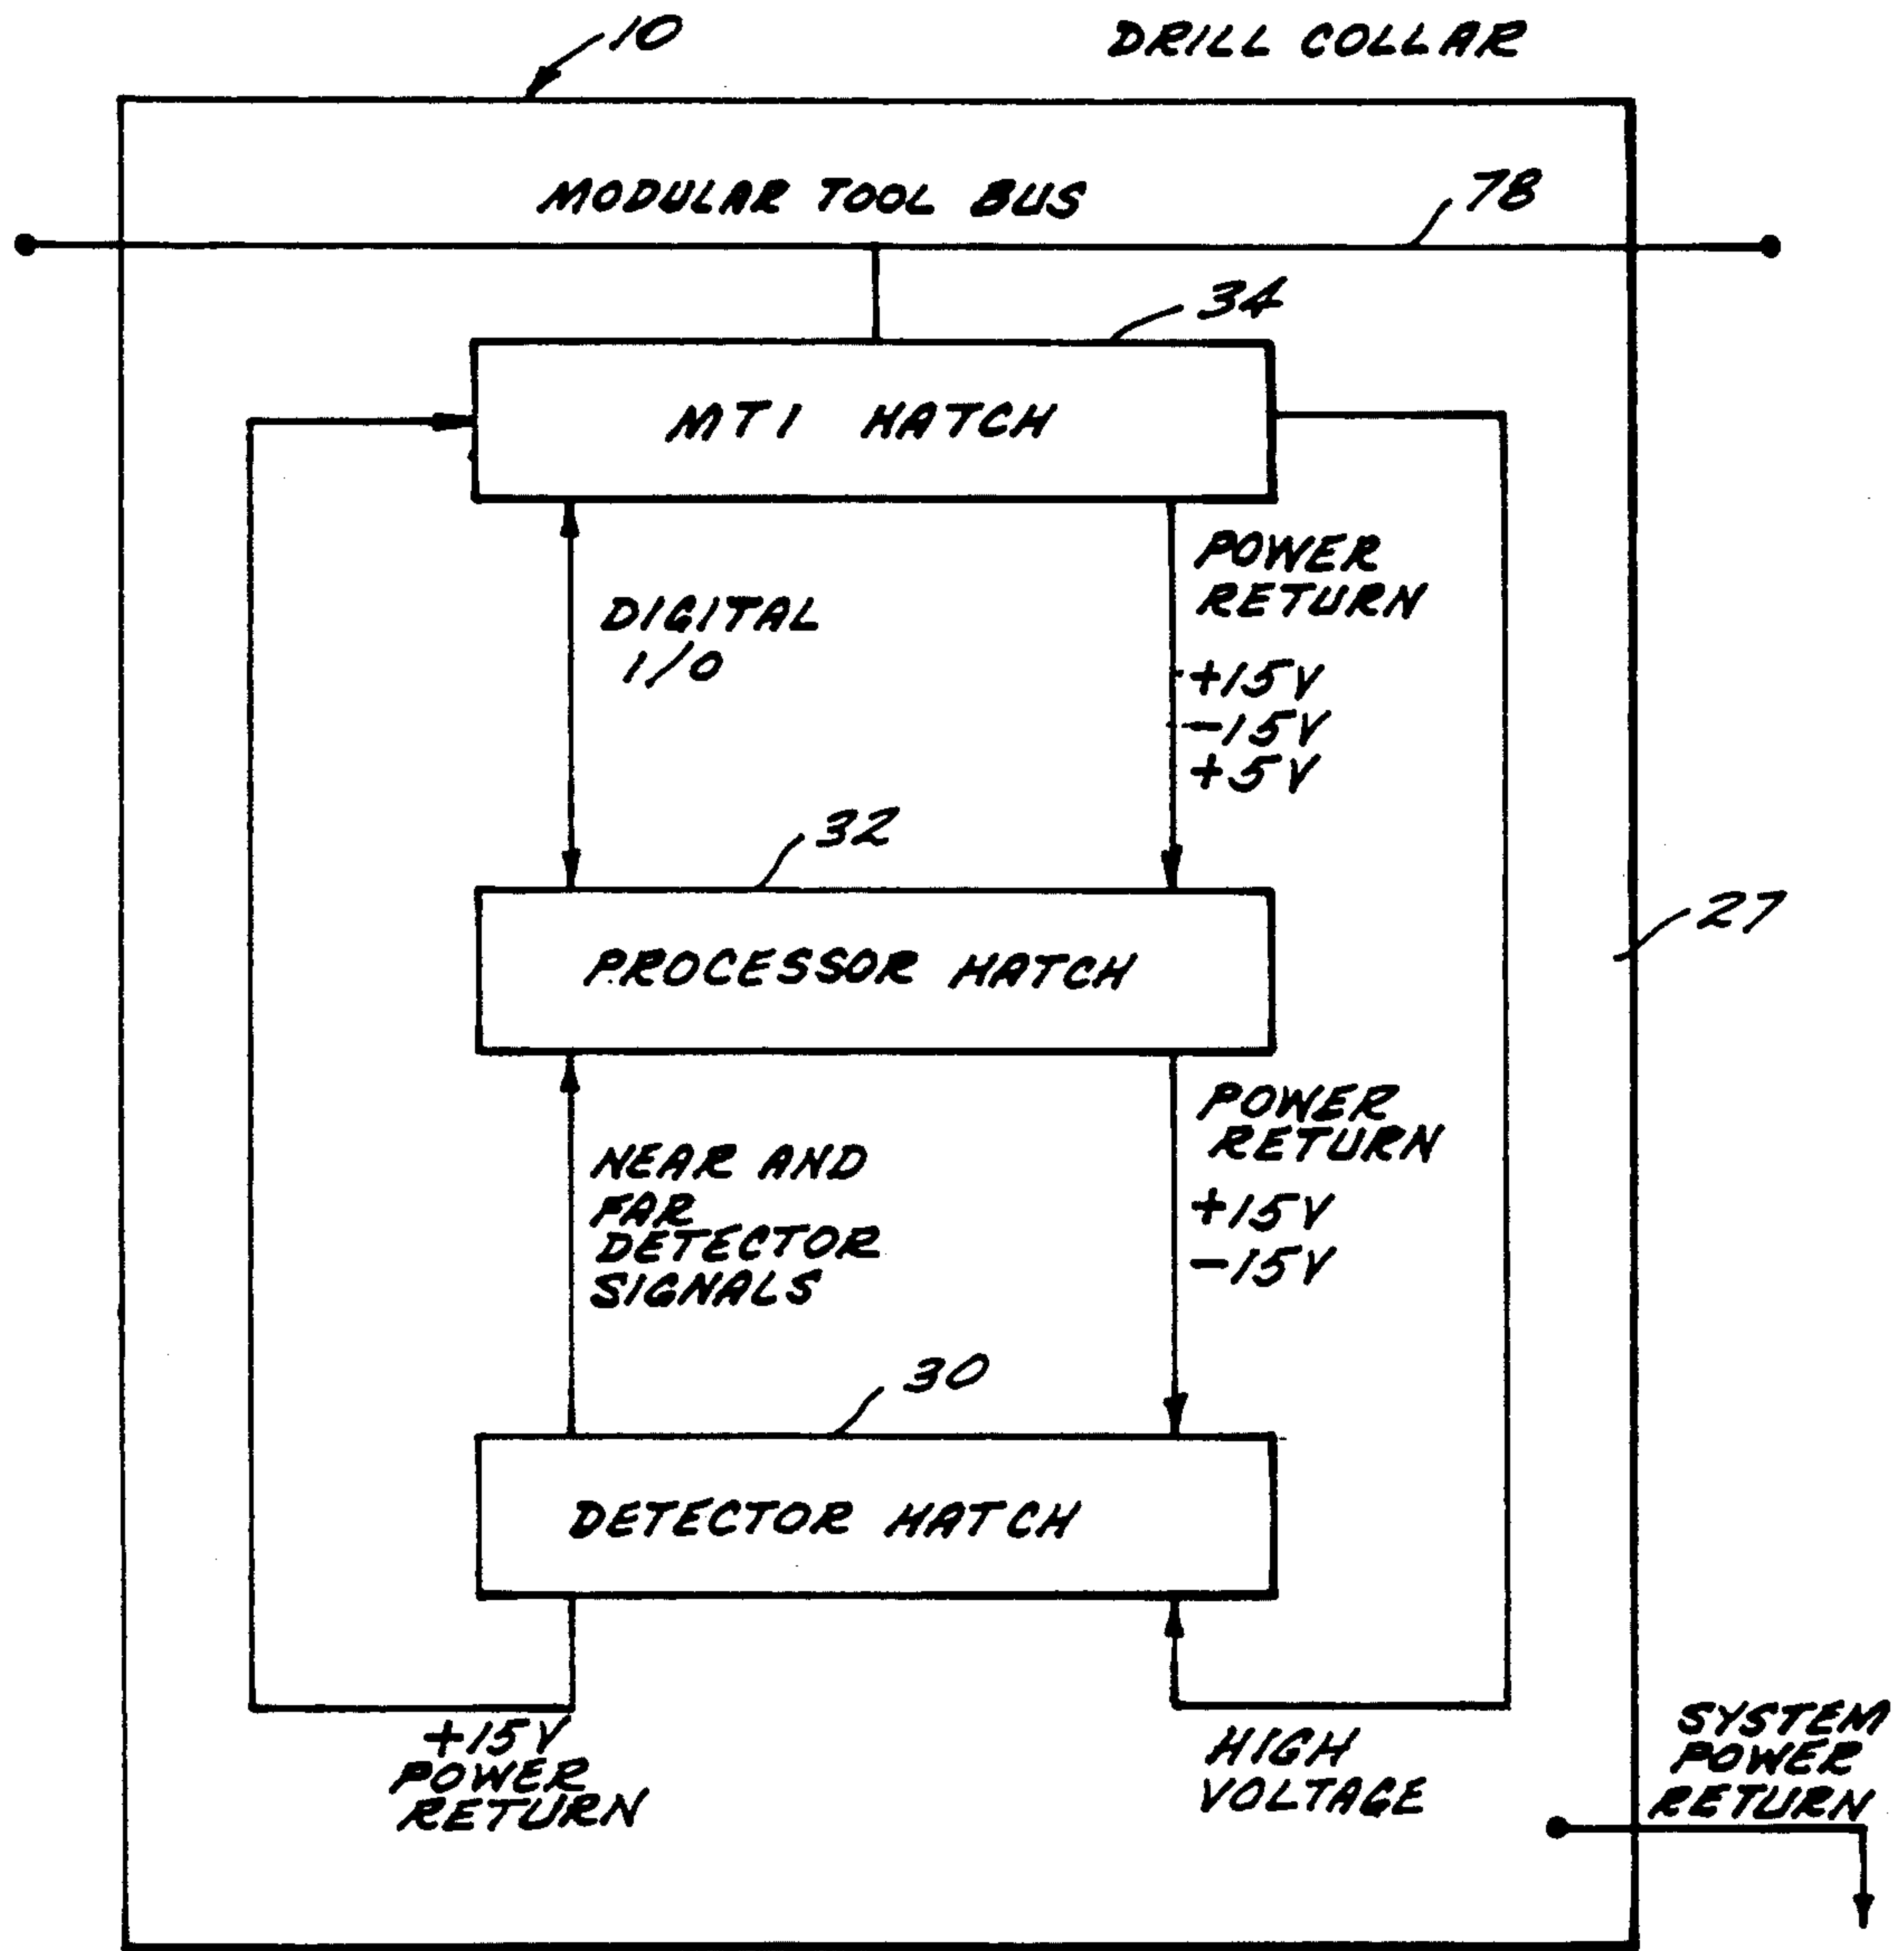 10
DRILL COLLAR
MODULAR TOOL BUS
78
34
MTI HATCH
DIGITAL
I/O
POWER
RETURN
+15V
-15V
+5V
32
PROCESSOR HATCH
27
NEAR AND
FAR
DETECTOR
SIGNALS
POWER
RETURN
+15V
-15V
30
DETECTOR HATCH
+15V
POWER
RETURN
HIGH
VOLTAGE
SYSTEM
POWER
RETURN